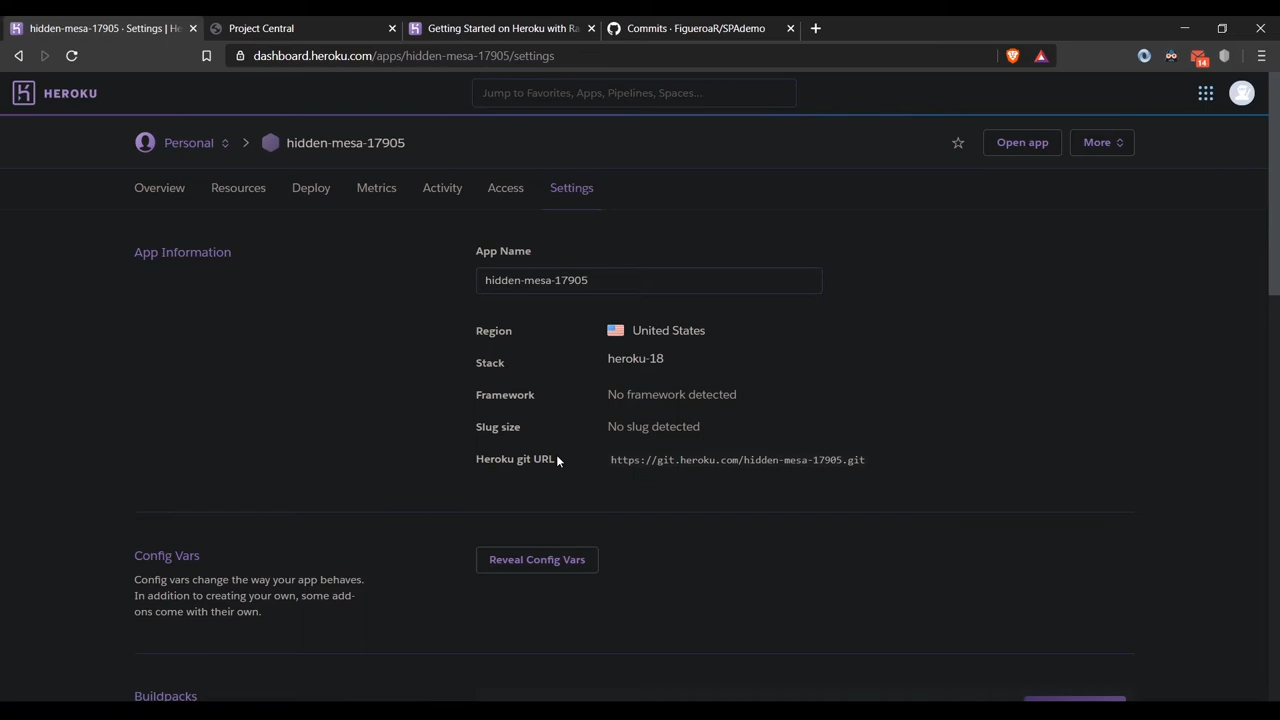 hidden-mesa-17905 · Settings | He
Project Central
Getting Started on Heroku with Ra
Commits · FigueroaR/SPAdemo
dashboard.heroku.com/apps/hidden-mesa-17905/settings
14
HEROKU
Jump to Favorites, Apps, Pipelines, Spaces...
Personal > hidden-mesa-17905
Open app
More
Overview
Resources
Deploy
Metrics
Activity
Access
Settings
App Information
App Name
hidden-mesa-17905
Region
United States
Stack
heroku-18
Framework
No framework detected
Slug size
No slug detected
Heroku git URL
https://git.heroku.com/hidden-mesa-17905.git
Config Vars
Config vars change the way your app behaves.
In addition to creating your own, some add-
ons come with their own.
Reveal Config Vars
Buildpacks